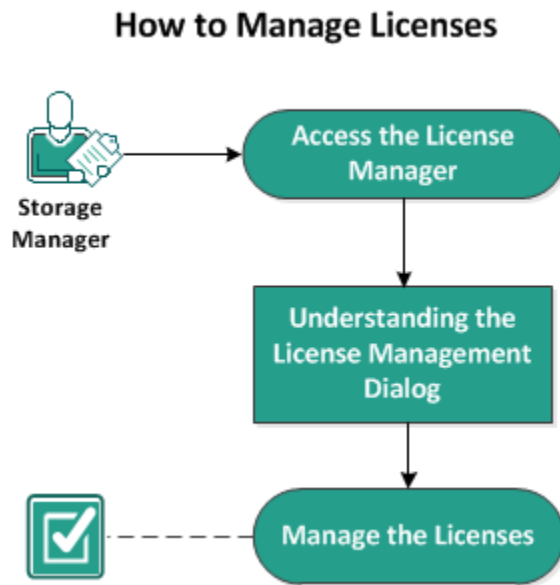 How to Manage Licenses
Access the License
Manager
Storage
Manager
Understanding the
License Management
Dialog
Manage the Licenses